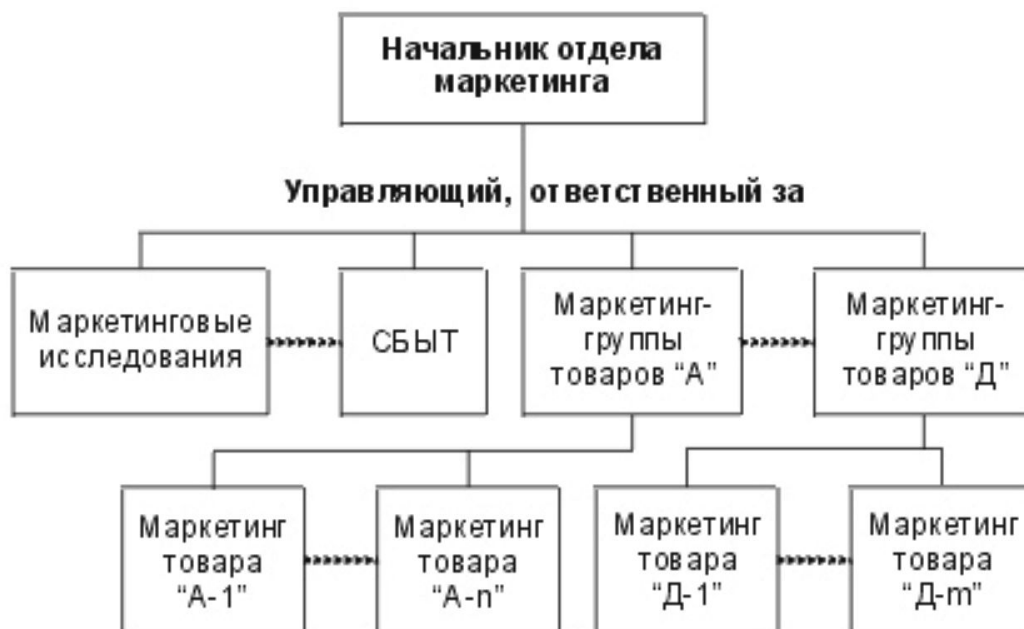 Начальник отдела
маркетинга
Управляющий, ответственный за
Маркетинговые
исследования
СБЫТ
Маркетинг-
группы
товаров “А”
Маркетинг-
группы
товаров “Д”
Маркетинг
товара
“А-1”
Маркетинг
товара
“А-n”
Маркетинг
товара
“Д-1”
Маркетинг
товара
“Д-m”